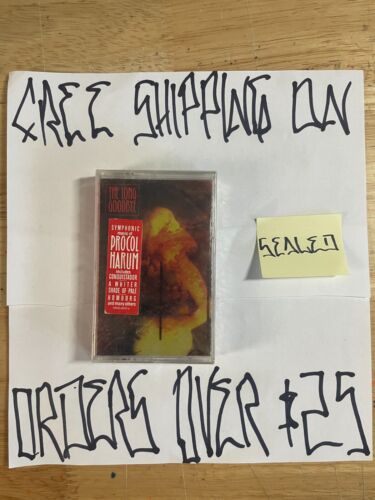 FREE SHIPPING ON
THE LONG
GOODBYE
SYMPHONIC
music of
PROCOL
HARUM
includes
CONQUISTADOR
A WHITER
SHADE OF PALE
HOMBURG
and many others
SEALED
ORDERS OVER $25